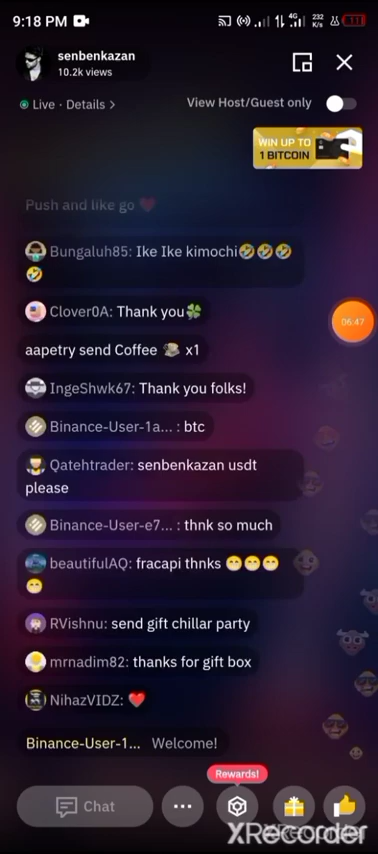 9:18 PM
4G
232
K/s
senbenkazan
10.2k views
Live · Details >
View Host/Guest only
WIN UP TO
1 BITCOIN
Push and like go ❤️
Bungaluh85: Ike Ike kimochi🤣🤣🤣
🤣
Clover0A: Thank you🍀
06:47
aapetry send Coffee ☕ x1
IngeShwk67: Thank you folks!
Binance-User-1a... : btc
Qatehtrader: senbenkazan usdt
please
Binance-User-e7... : thnk so much
beautifulAQ: fracapi thnks 😁😁😁
😁
RVishnu: send gift chillar party
mrnadim82: thanks for gift box
NihazVIDZ: ❤️
Binance-User-1... Welcome!
Rewards!
Chat
XRecorder